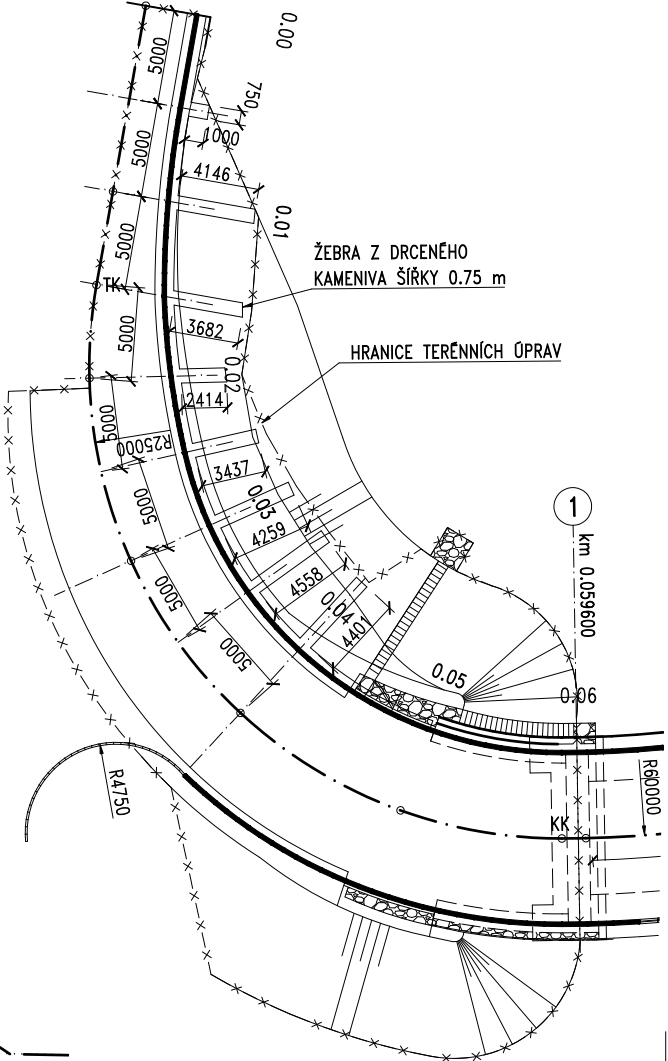 0.00
5000
750
1000
5000
4146
0.01
5000
ŽEBRA Z DRCENÉHO
KAMENIVA ŠÍŘKY 0.75 m
TK
5000
3682
HRANICE TERÉNNÍCH ÚPRAV
0.02
2414
5000
R25000
3437
0.03
5000
4259
1
km 0.059600
4558
5000
0.04
4401
5000
0.05
0.06
R4750
R60000
KK